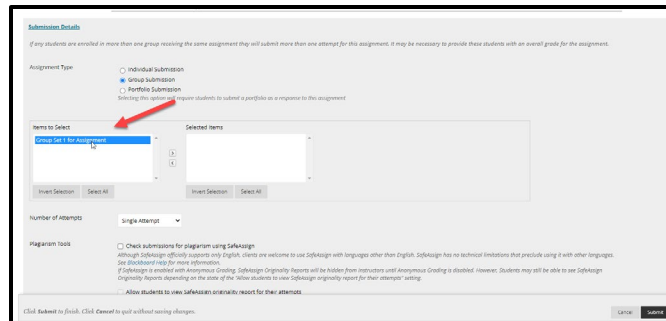 Submission Details
If any students are enrolled in more than one group receiving the same assignment they will submit more than one attempt for this assignment. It may be necessary to provide these students with an overall grade for the assignment.
Assignment Type
Individual Submission
Group Submission
Portfolio Submission
Selecting this option will require students to submit a portfolio as a response to this assignment
Items to Select
Selected Items
Group Set 1 for Assignment
Invert Selection Select All
Invert Selection Select All
Number of Attempts
Single Attempt
Plagiarism Tools
Check submissions for plagiarism using SafeAssign
Although SafeAssign officially supports only English, clients are welcome to use SafeAssign with languages other than English. SafeAssign has no technical limitations that preclude using it with other languages.
See Blackboard Help for more information.
If SafeAssign is enabled with Anonymous Grading, SafeAssign Originality Reports will be hidden from instructors until Anonymous Grading is disabled. However, Students may still be able to see SafeAssign
Originality Reports depending on the state of the "Allow students to view SafeAssign originality report for their attempts" setting.
Allow students to view SafeAssign originality report for their attempts
Click Submit to finish. Click Cancel to quit without saving changes.
Cancel Submit